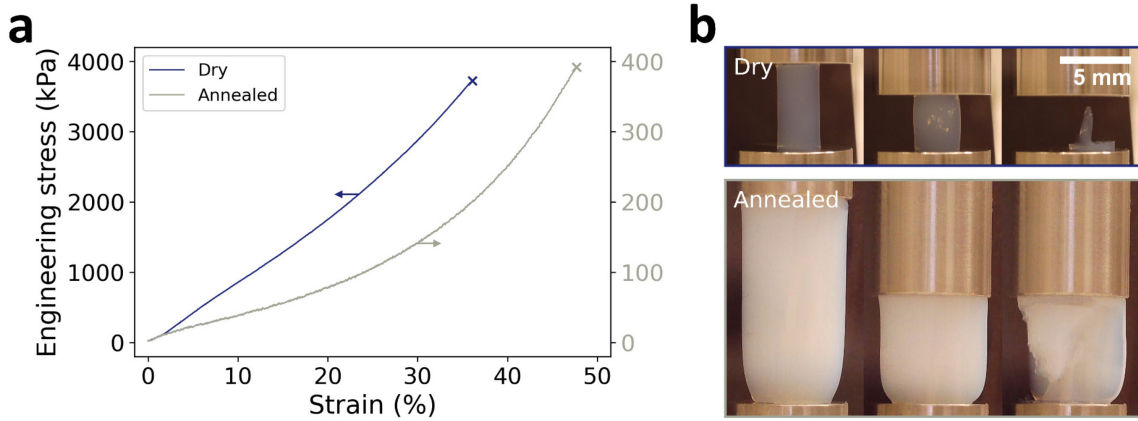 a
Engineering stress (kPa)
4000
3000
2000
1000
0
Dry
Annealed
400
300
200
100
0
0 10 20 30 40 50
Strain (%)
b
Dry
5 mm
Annealed